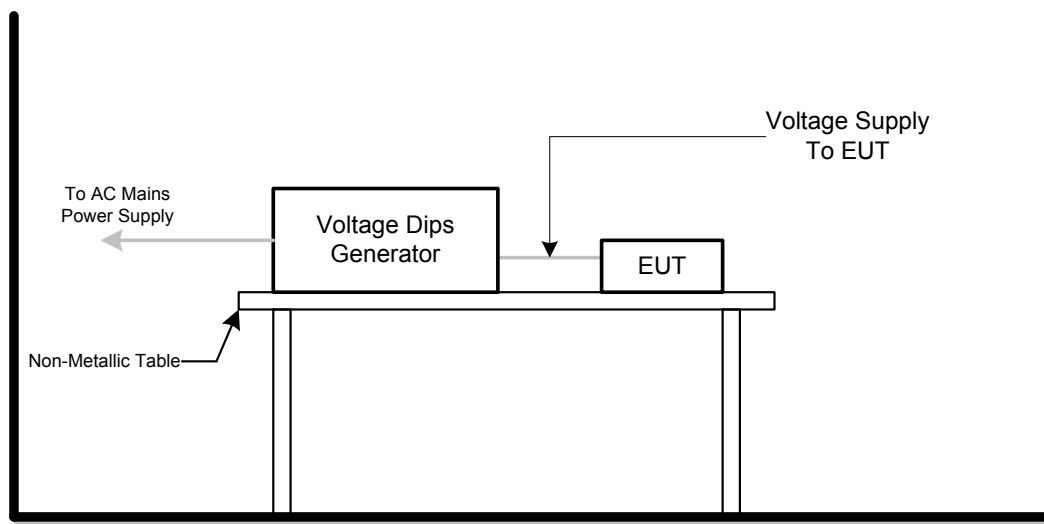 Voltage Supply
To EUT
To AC Mains
Power Supply
Voltage Dips
Generator
EUT
Non-Metallic Table